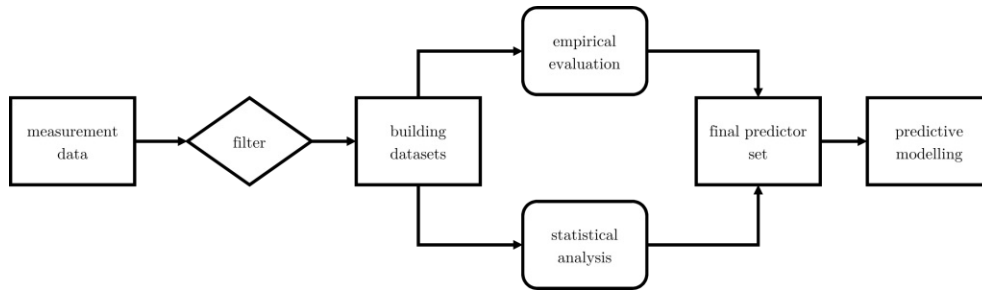 measurement
data
filter
building
datasets
empirical
evaluation
statistical
analysis
final predictor
set
predictive
modelling